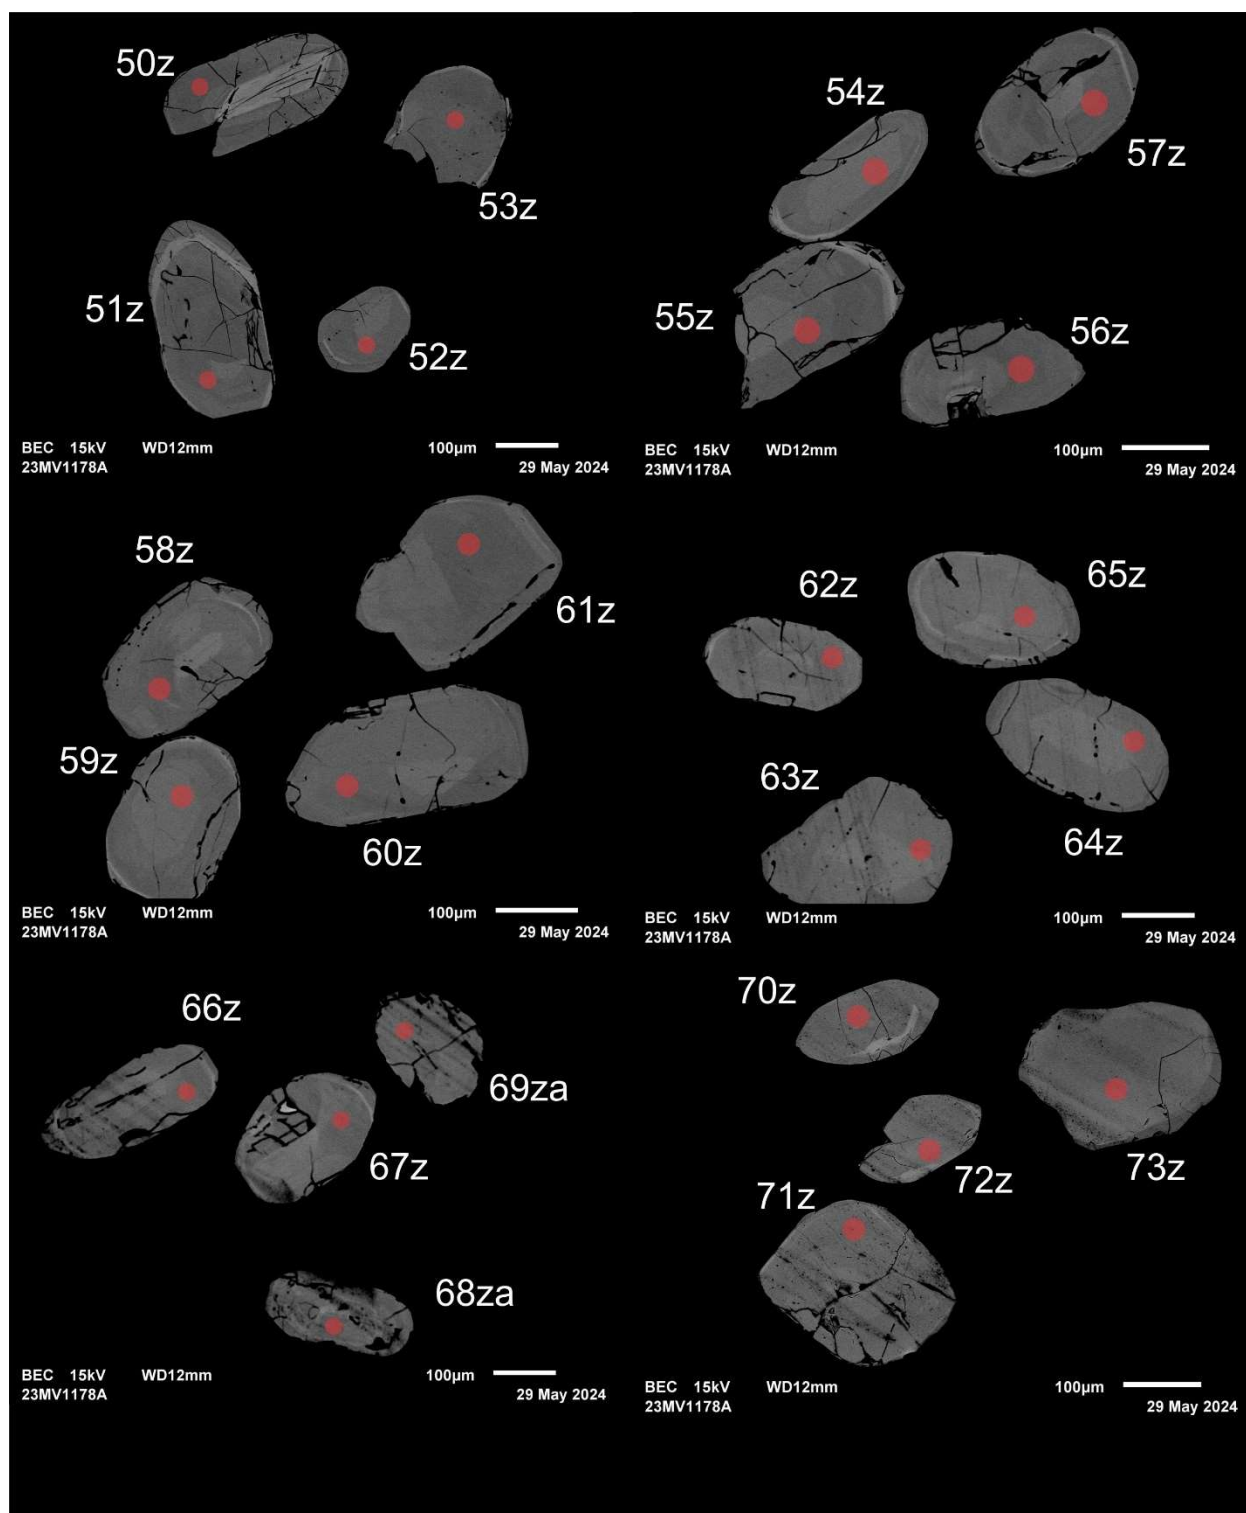 50z
53z
51z
52z
BEC 15kV WD12mm 100µm
23MV1178A 29 May 2024
54z
57z
55z
56z
BEC 15kV WD12mm 100µm
23MV1178A 29 May 2024
58z
61z
59z
60z
BEC 15kV WD12mm 100µm
23MV1178A 29 May 2024
62z
65z
63z
64z
BEC 15kV WD12mm 100µm
23MV1178A 29 May 2024
66z
69za
67z
68za
BEC 15kV WD12mm 100µm
23MV1178A 29 May 2024
70z
72z
73z
71z
BEC 15kV WD12mm 100µm
23MV1178A 29 May 2024